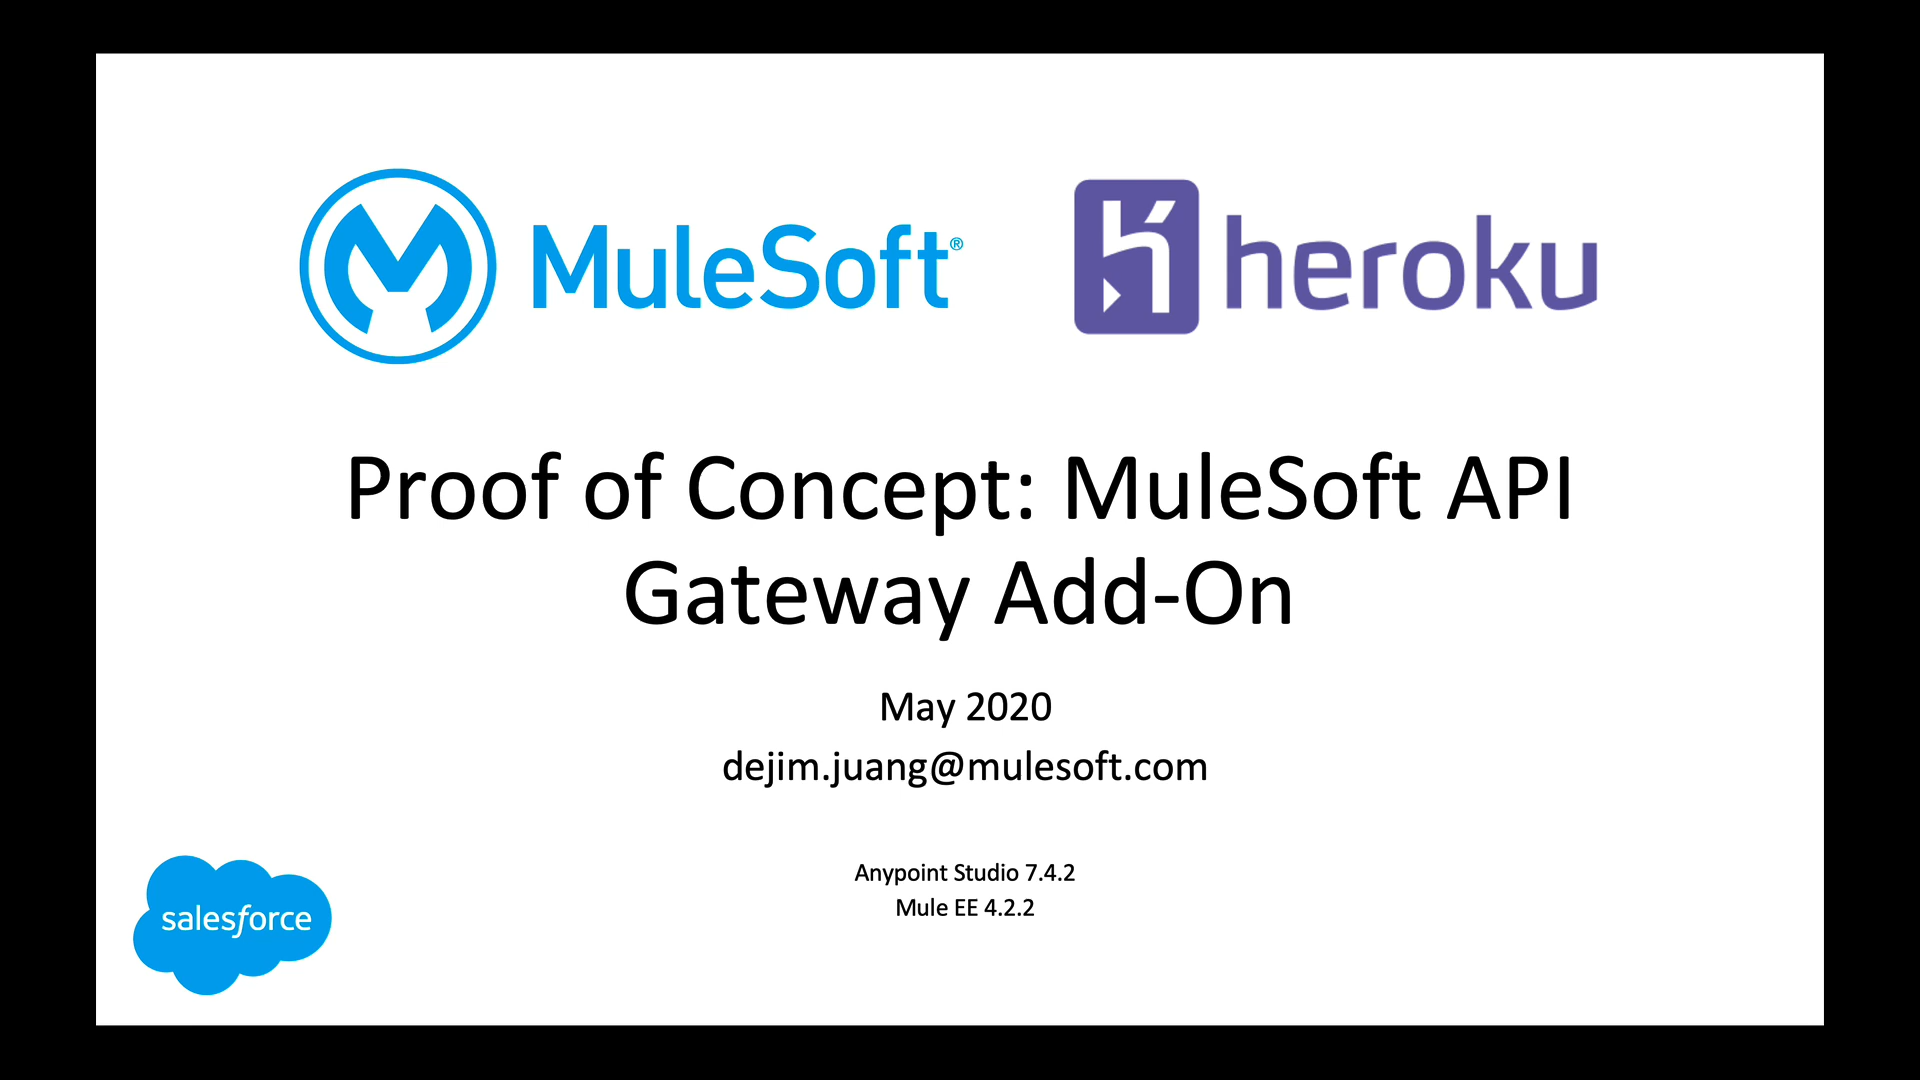 MuleSoft®
heroku
Proof of Concept: MuleSoft API
Gateway Add-On
May 2020
dejim.juang@mulesoft.com
Anypoint Studio 7.4.2
Mule EE 4.2.2
salesforce